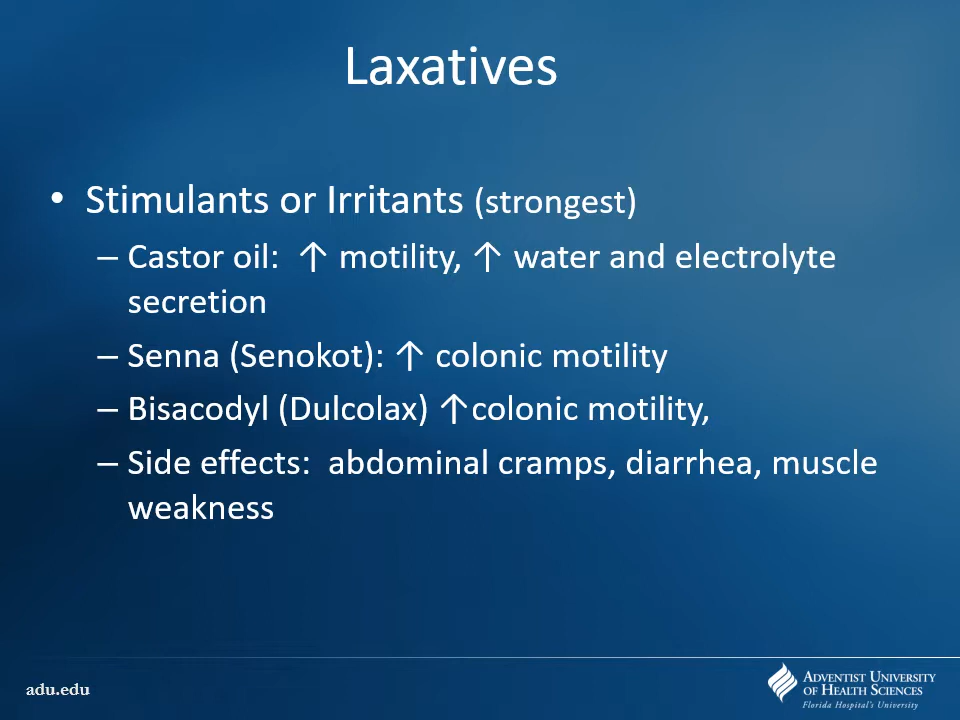 Laxatives
• Stimulants or Irritants (strongest)
– Castor oil:  ↑ motility, ↑ water and electrolyte
secretion
– Senna (Senokot): ↑ colonic motility
– Bisacodyl (Dulcolax) ↑colonic motility,
– Side effects:  abdominal cramps, diarrhea, muscle
weakness
adu.edu
ADVENTIST UNIVERSITY
OF HEALTH SCIENCES
Florida Hospital's University